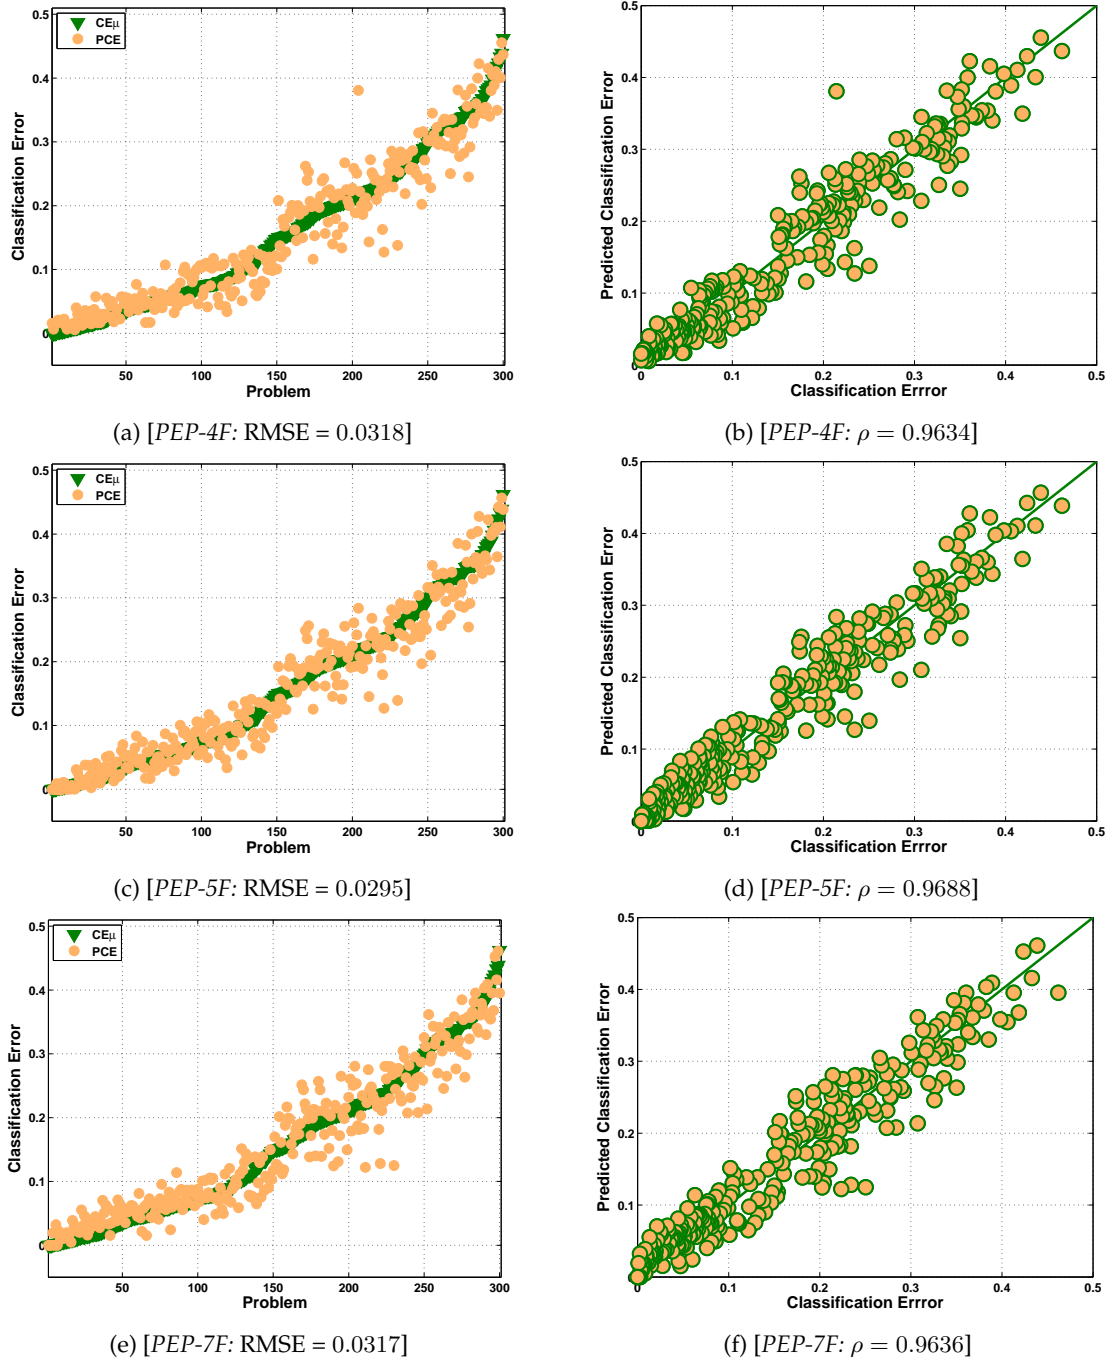 0.5
CEμ
PCE
0.4
0.3
0.2
0.1
0
Classification Error
50 100 150 200 250 300
Problem
(a) [PEP-4F: RMSE = 0.0318]
0.5
0.4
0.3
0.2
0.1
0
Predicted Classification Error
0.1 0.2 0.3 0.4 0.5
Classification Errror
(b) [PEP-4F: ρ = 0.9634]
0.5
CEμ
PCE
0.4
0.3
0.2
0.1
0
Classification Error
50 100 150 200 250 300
Problem
(c) [PEP-5F: RMSE = 0.0295]
0.5
0.4
0.3
0.2
0.1
0
Predicted Classification Error
0.1 0.2 0.3 0.4 0.5
Classification Errror
(d) [PEP-5F: ρ = 0.9688]
0.5
CEμ
PCE
0.4
0.3
0.2
0.1
0
Classification Error
50 100 150 200 250 300
Problem
(e) [PEP-7F: RMSE = 0.0317]
0.5
0.4
0.3
0.2
0.1
0
Predicted Classification Error
0.1 0.2 0.3 0.4 0.5
Classification Errror
(f) [PEP-7F: ρ = 0.9636]